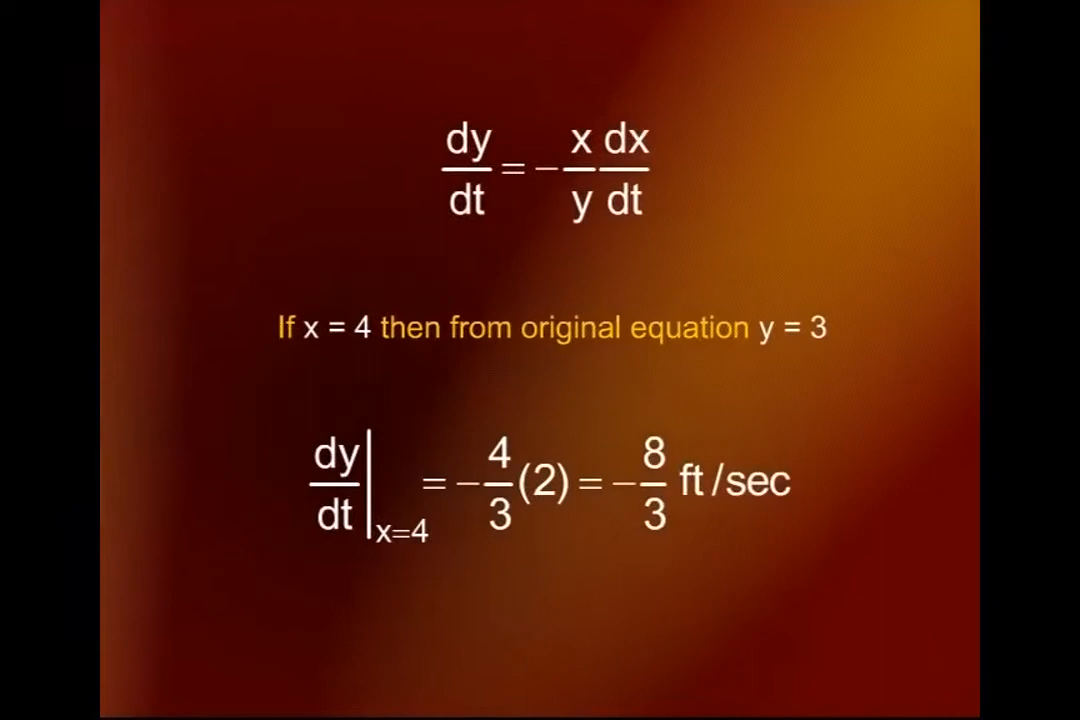 dy/dt = - x/y dx/dt
If x = 4 then from original equation y = 3
dy/dt|x=4 = - 4/3 (2) = - 8/3 ft/sec